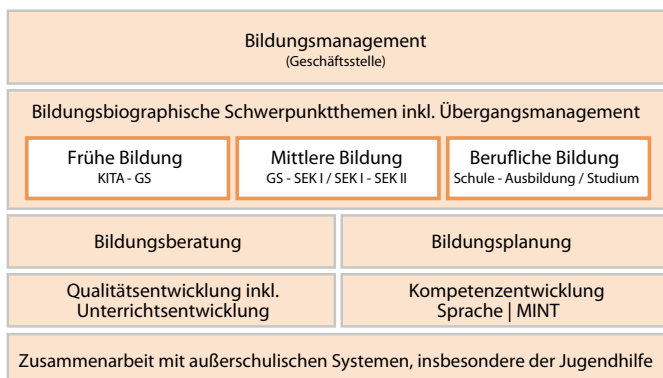 Bildungsmanagement
(Geschäftsstelle)
Bildungsbiographische Schwerpunktthemen inkl. Übergangsmanagement
Frühe Bildung
KITA - GS
Mittlere Bildung
GS - SEK I / SEK I - SEK II
Berufliche Bildung
Schule - Ausbildung / Studium
Bildungsberatung
Bildungsplanung
Qualitätsentwicklung inkl.
Unterrichtsentwicklung
Kompetenzentwicklung
Sprache | MINT
Zusammenarbeit mit außerschulischen Systemen, insbesondere der Jugendhilfe